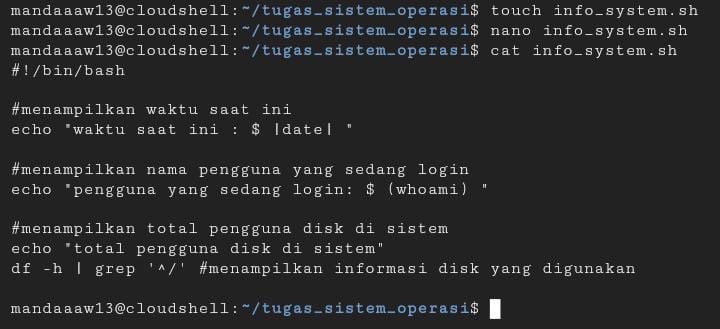 mandaaaw13@cloudshell:~/tugas_sistem_operasi$ touch info_system.sh
mandaaaw13@cloudshell:~/tugas_sistem_operasi$ nano info_system.sh
mandaaaw13@cloudshell:~/tugas_sistem_operasi$ cat info_system.sh
#!/bin/bash
#menampilkan waktu saat ini
echo "waktu saat ini : $ |date| "
#menampilkan nama pengguna yang sedang login
echo "pengguna yang sedang login: $ (whoami) "
#menampilkan total pengguna disk di sistem
echo "total pengguna disk di sistem"
df -h | grep '^/' #menampilkan informasi disk yang digunakan
mandaaaw13@cloudshell:~/tugas_sistem_operasi$